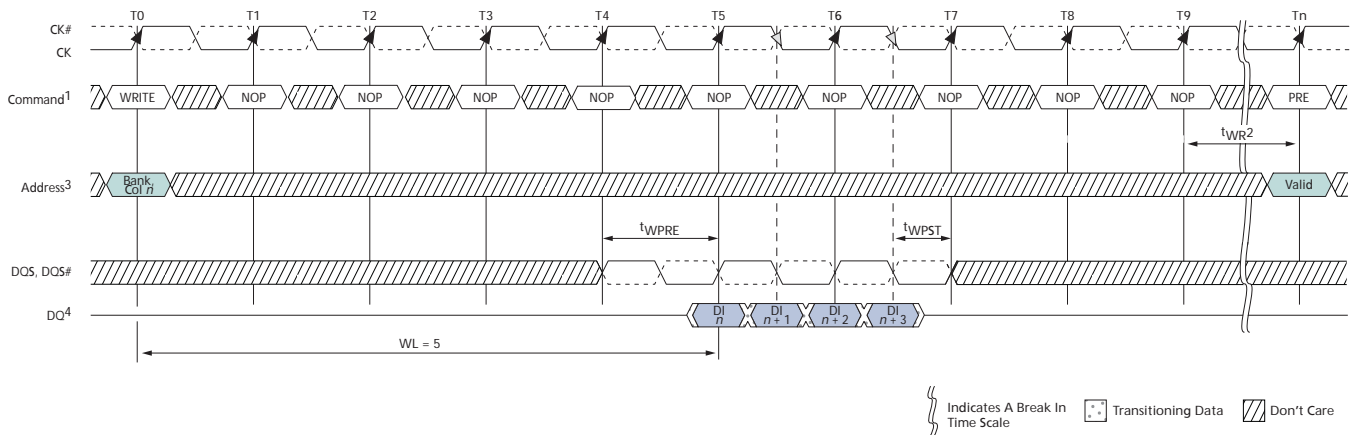 T0 T1 T2 T3 T4 T5 T6 T7 T8 T9 Tn
CK#
CK
Command1 WRITE NOP NOP NOP NOP NOP NOP NOP NOP NOP PRE
tWR2
Address3 Bank, Col n Valid
tWPRE tWPST
DQS, DQS#
DQ4 DI n DI n + 1 DI n + 2 DI n + 3
WL = 5
Indicates A Break In
Time Scale
Transitioning Data
Don't Care